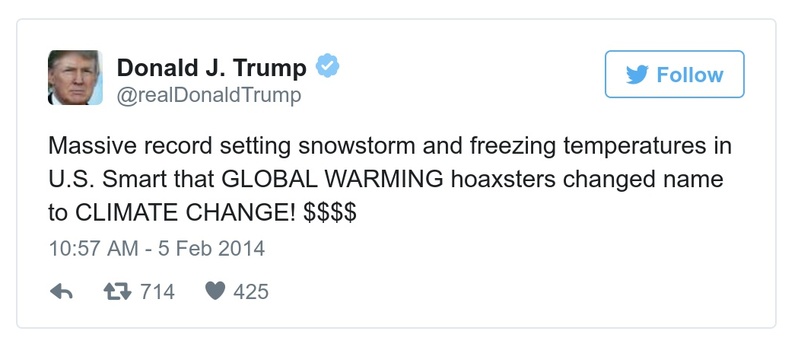 Donald J. Trump
@realDonaldTrump
Follow
Massive record setting snowstorm and freezing temperatures in
U.S. Smart that GLOBAL WARMING hoaxsters changed name
to CLIMATE CHANGE! $$$$
10:57 AM - 5 Feb 2014
714 425